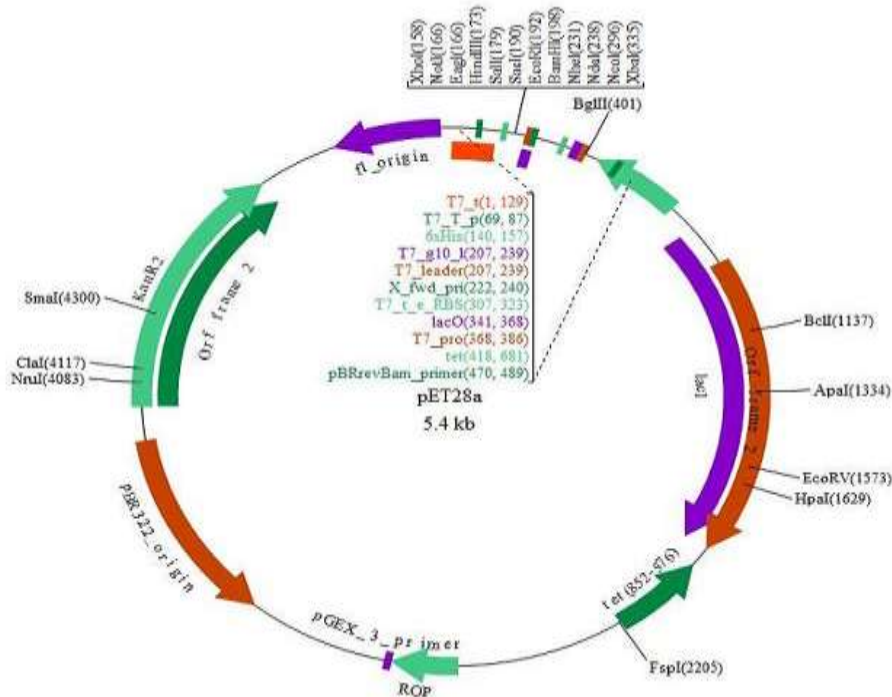 XhoI(158)
NotI(166)
EagI(166)
HindIII(173)
SalI(179)
SacI(190)
EcoRI(192)
BamHI(198)
NheI(231)
NdeI(238)
NcoI(296)
XbaI(335)
BglII(401)
f1_origin
T7_t(1, 129)
T7_T_p(69, 87)
6xHis(140, 157)
T7_g10_l(207, 239)
T7_leader(207, 239)
X_fwd_pri(222, 240)
T7_t_e_RBS(307, 323)
lacO(341, 368)
T7_pro(368, 386)
tet(418, 681)
pBRrevBam_primer(470, 489)
pET28a
5.4 kb
KanR2
Orf frame 2
SmaI(4300)
ClaI(4117)
NruI(4083)
BclI(1137)
ApaI(1334)
lacI
Orf frame 2
EcoRV(1573)
HpaI(1629)
pBR322_origin
tet(852-976)
pGEX_3_primer
FspI(2205)
ROP